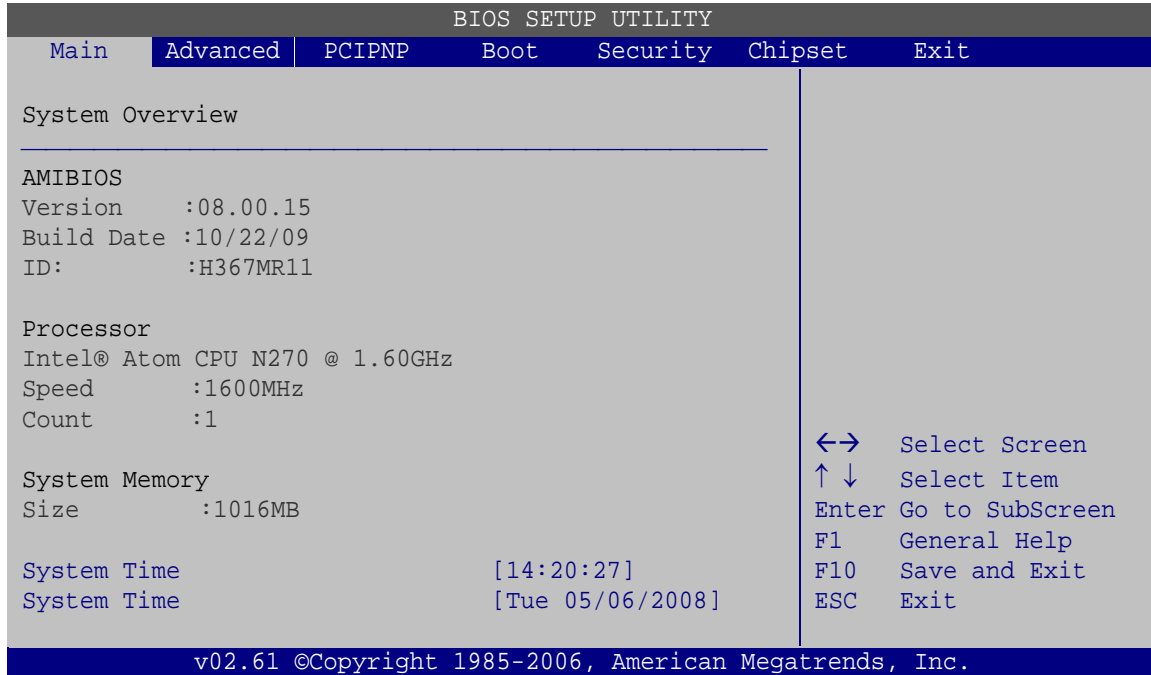 BIOS SETUP UTILITY
Main Advanced PCIPNP Boot Security Chipset Exit
System Overview
AMIBIOS
Version :08.00.15
Build Date :10/22/09
ID: :H367MR11
Processor
Intel® Atom CPU N270 @ 1.60GHz
Speed :1600MHz
Count :1
System Memory
Size :1016MB
System Time [14:20:27]
System Time [Tue 05/06/2008]
←→ Select Screen
↑ ↓ Select Item
Enter Go to SubScreen
F1 General Help
F10 Save and Exit
ESC Exit
v02.61 ©Copyright 1985-2006, American Megatrends, Inc.